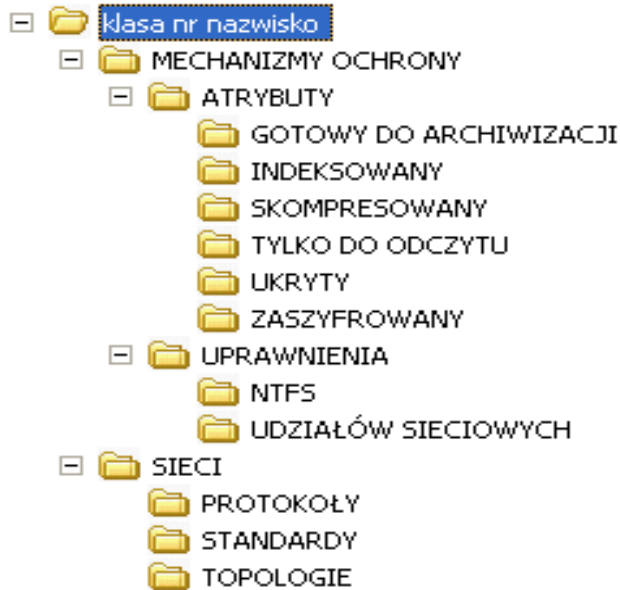 klasa nr nazwisko
MECHANIZMY OCHRONY
ATRYBUTY
GOTOWY DO ARCHIWIZACJI
INDEKSOWANY
SKOMPRESOWANY
TYLKO DO ODCZYTU
UKRYTY
ZASZYFROWANY
UPRAWNIENIA
NTFS
UDZIAŁÓW SIECIOWYCH
SIECI
PROTOKOŁY
STANDARDY
TOPOLOGIE